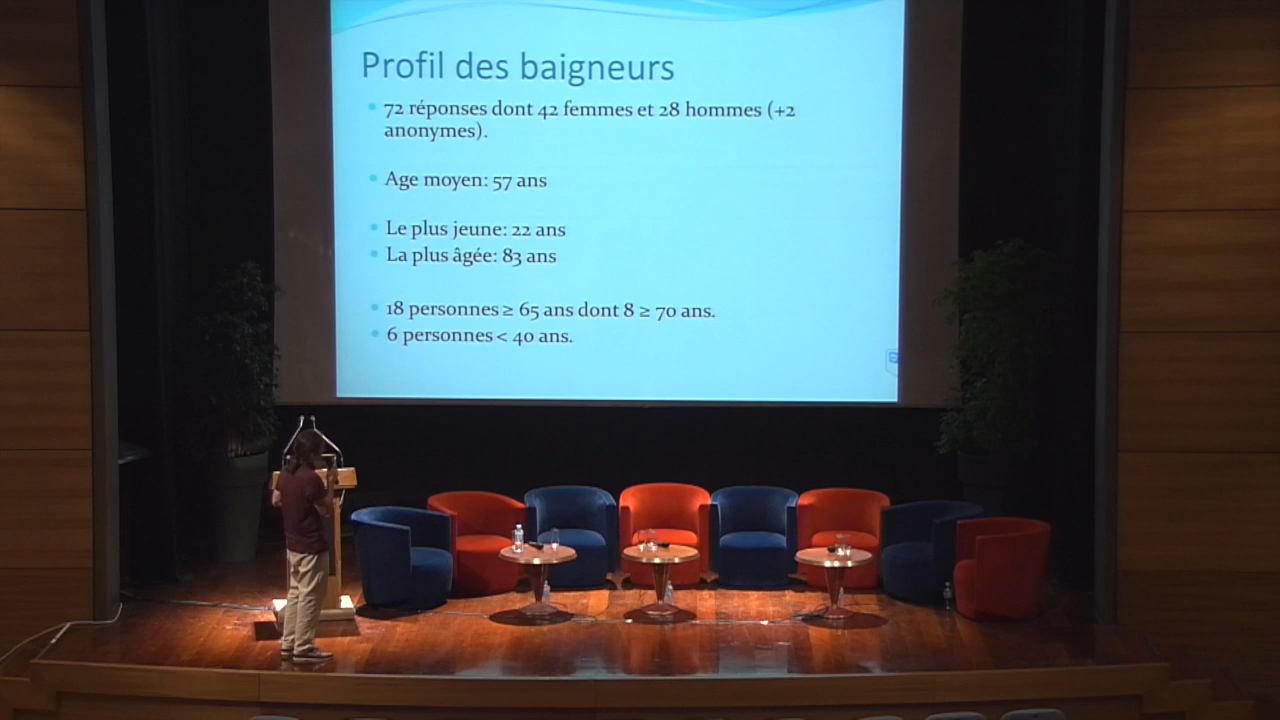 Profil des baigneurs
72 réponses dont 42 femmes et 28 hommes (+2
anonymes).
Age moyen: 57 ans
Le plus jeune: 22 ans
La plus âgée: 83 ans
18 personnes ≥ 65 ans dont 8 ≥ 70 ans.
6 personnes < 40 ans.